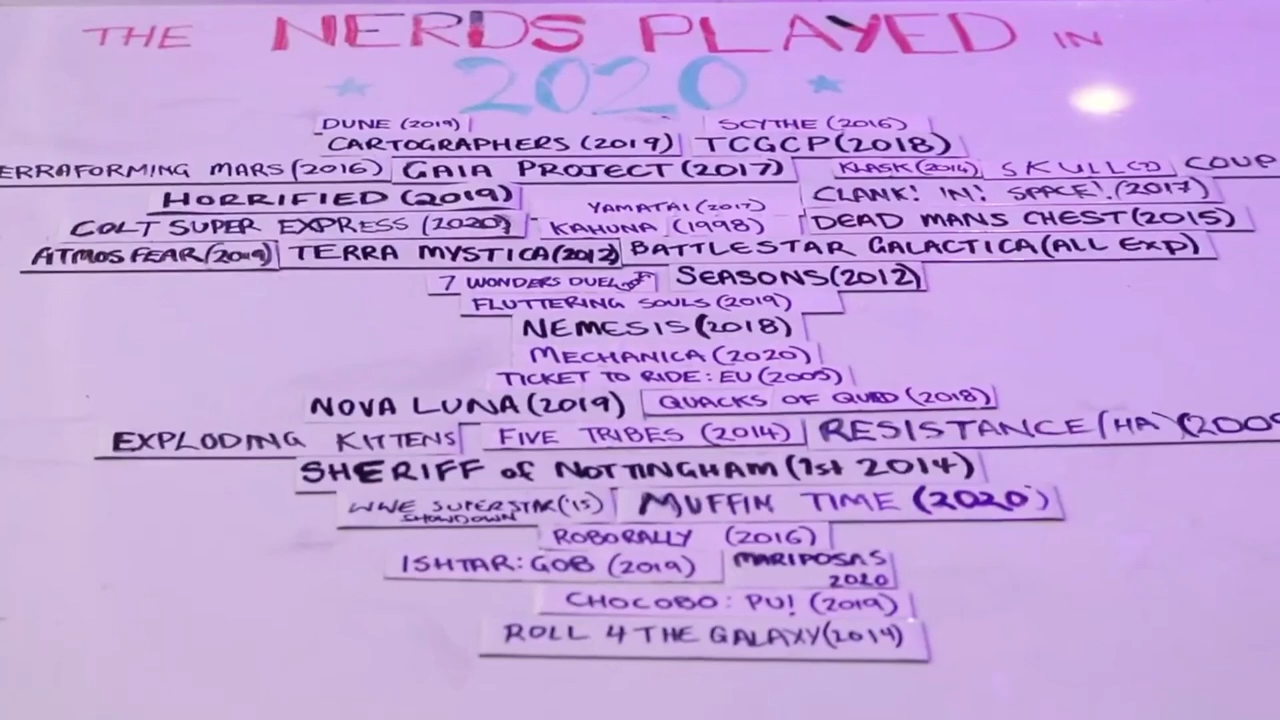 THE NERDS PLAYED IN
2020
DUNE (2019) SCYTHE (2016)
CARTOGRAPHERS (2019) TCGCP (2018)
ERRAFORMING MARS (2016) GAIA PROJECT (2017) KLASK (2014) SKULL(?) COUP
HORRIFIED (2019) YAMATAI (2017) CLANK! IN! SPACE! (2017)
COLT SUPER EXPRESS (2020) KAHUNA (1998) DEAD MANS CHEST (2015)
ATMOSFEAR (2019) TERRA MYSTICA (2012) BATTLESTAR GALACTICA (ALL EXP)
7 WONDERS DUEL SEASONS (2012)
FLUTTERING SOULS (2019)
NEMESIS (2018)
MECHANICA (2020)
TICKET TO RIDE: EU (2005)
NOVA LUNA (2019) QUACKS OF QUED (2018)
EXPLODING KITTENS FIVE TRIBES (2014) RESISTANCE (HA) (2009
SHERIFF of NOTTINGHAM (1st 2014)
WWE SUPERSTAR ('15) MUFFIN TIME (2020)
SHOWDOWN
ROBORALLY (2016)
ISHTAR: GOB (2019) MARIPOSAS
2020
CHOCOBO: PU! (2019)
ROLL 4 THE GALAXY (2014)